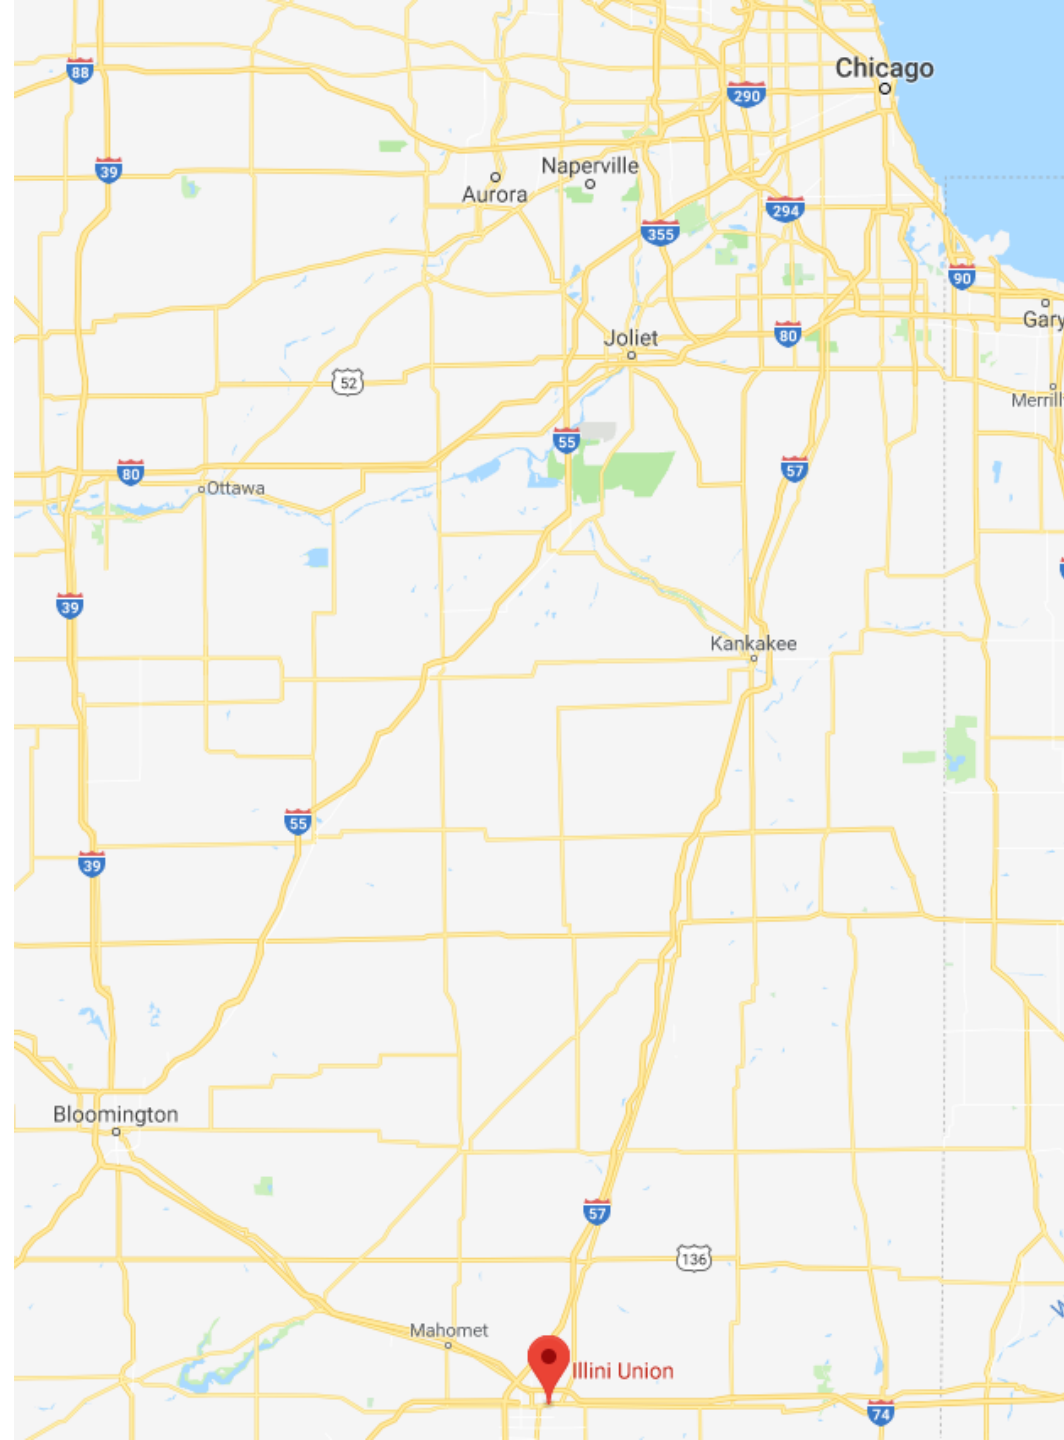 88
Chicago
290
39
Naperville
Aurora
294
355
90
Gary
80
Joliet
52
Merrill
55
57
80
Ottawa
39
Kankakee
55
39
Bloomington
57
136
Mahomet
Illini Union
74